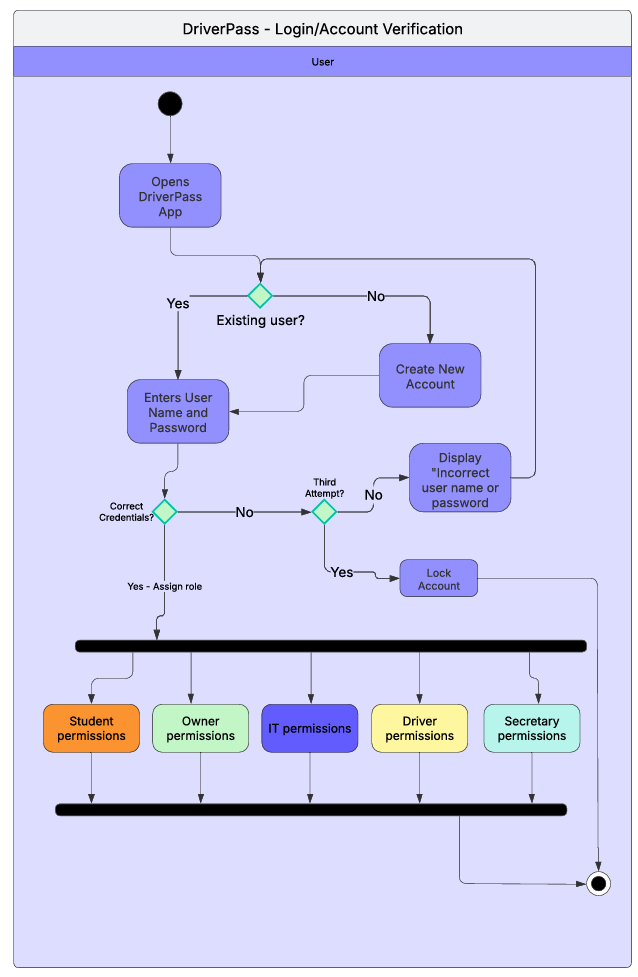 DriverPass - Login/Account Verification
User
Opens
DriverPass
App
Yes
No
Existing user?
Create New
Account
Enters User
Name and
Password
Display
"Incorrect
user name or
password
Third
Attempt?
No
Correct
Credentials?
No
Yes
Lock
Account
Yes - Assign role
Student
permissions
Owner
permissions
IT permissions
Driver
permissions
Secretary
permissions